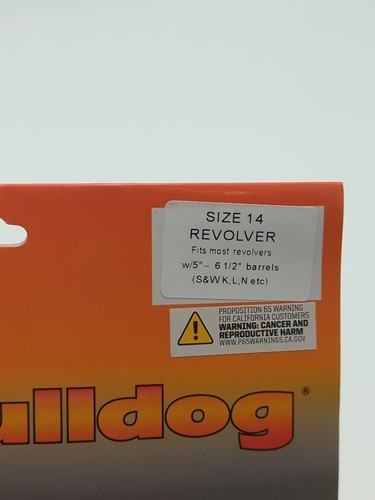 SIZE 14
REVOLVER
Fits most revolvers
w/5" - 6 1/2" barrels
(S&W K, L, N etc)
PROPOSITION 65 WARNING
FOR CALIFORNIA CUSTOMERS
WARNING: CANCER AND
REPRODUCTIVE HARM
WWW.P65WARNINGS.CA.GOV
ulldog®